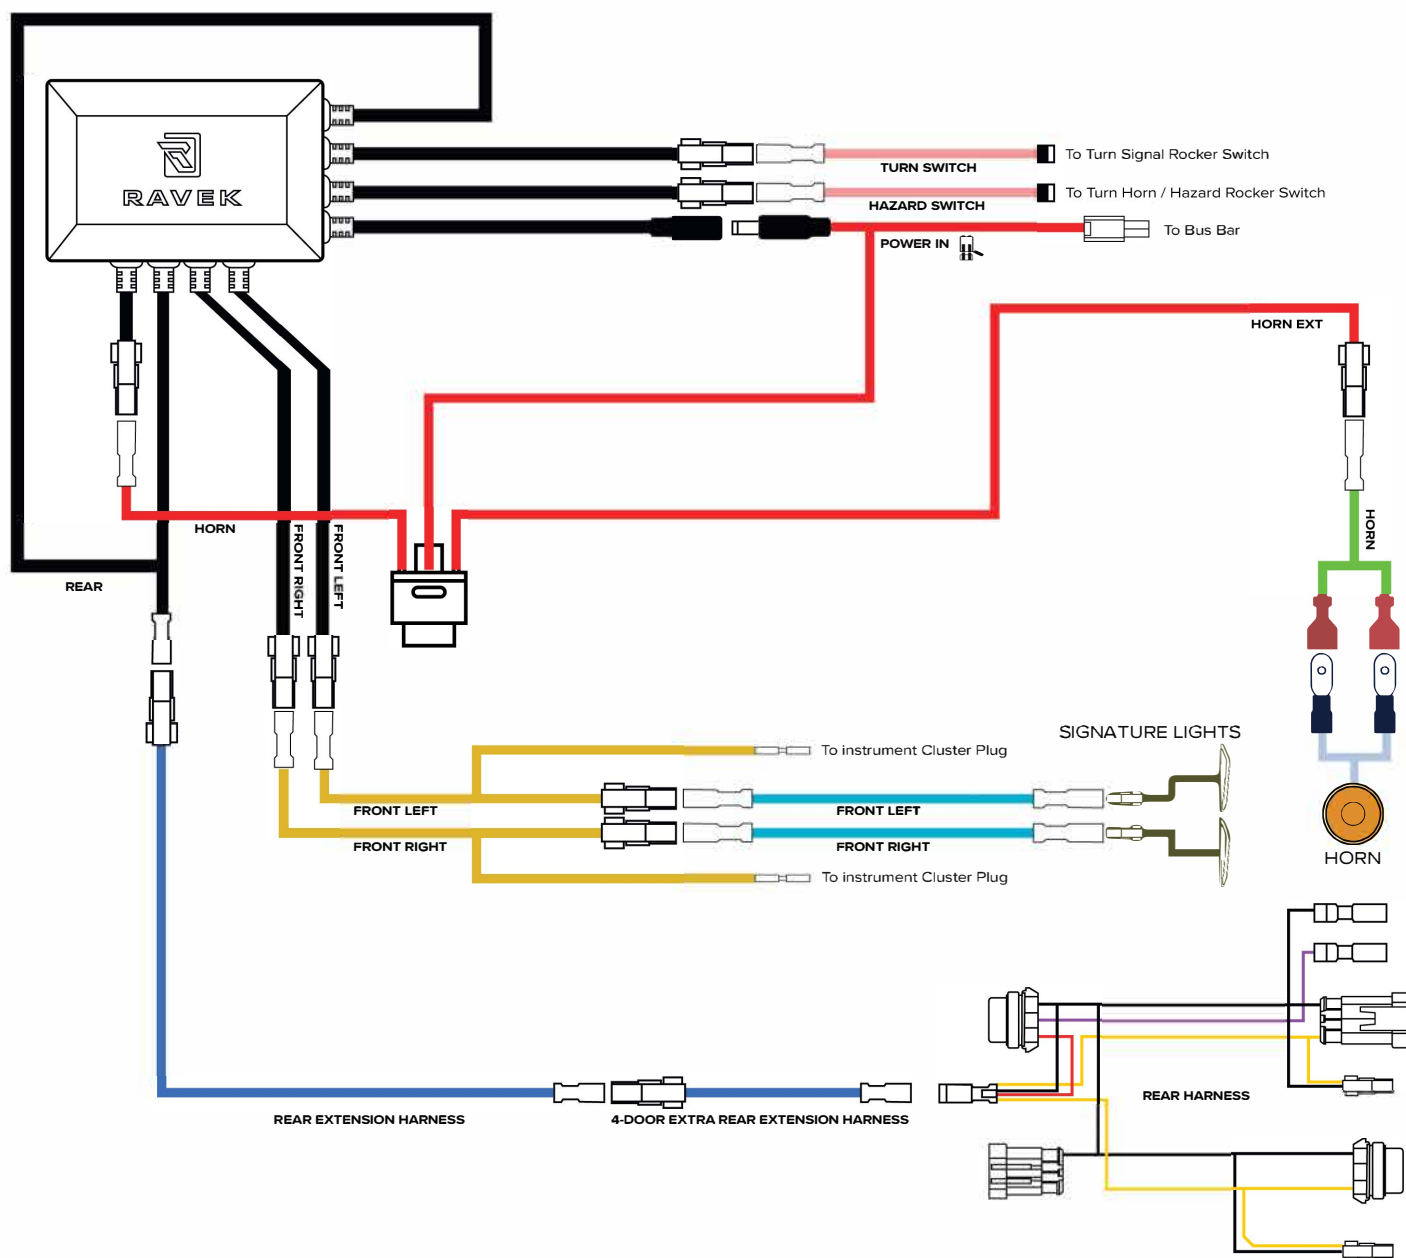 RAVEK
TURN SWITCH
To Turn Signal Rocker Switch
HAZARD SWITCH
To Turn Horn / Hazard Rocker Switch
POWER IN
To Bus Bar
HORN EXT
HORN
HORN
FRONT RIGHT
FRONT LEFT
REAR
SIGNATURE LIGHTS
To instrument Cluster Plug
FRONT LEFT
FRONT LEFT
FRONT RIGHT
FRONT RIGHT
To instrument Cluster Plug
HORN
REAR HARNESS
REAR EXTENSION HARNESS
4-DOOR EXTRA REAR EXTENSION HARNESS